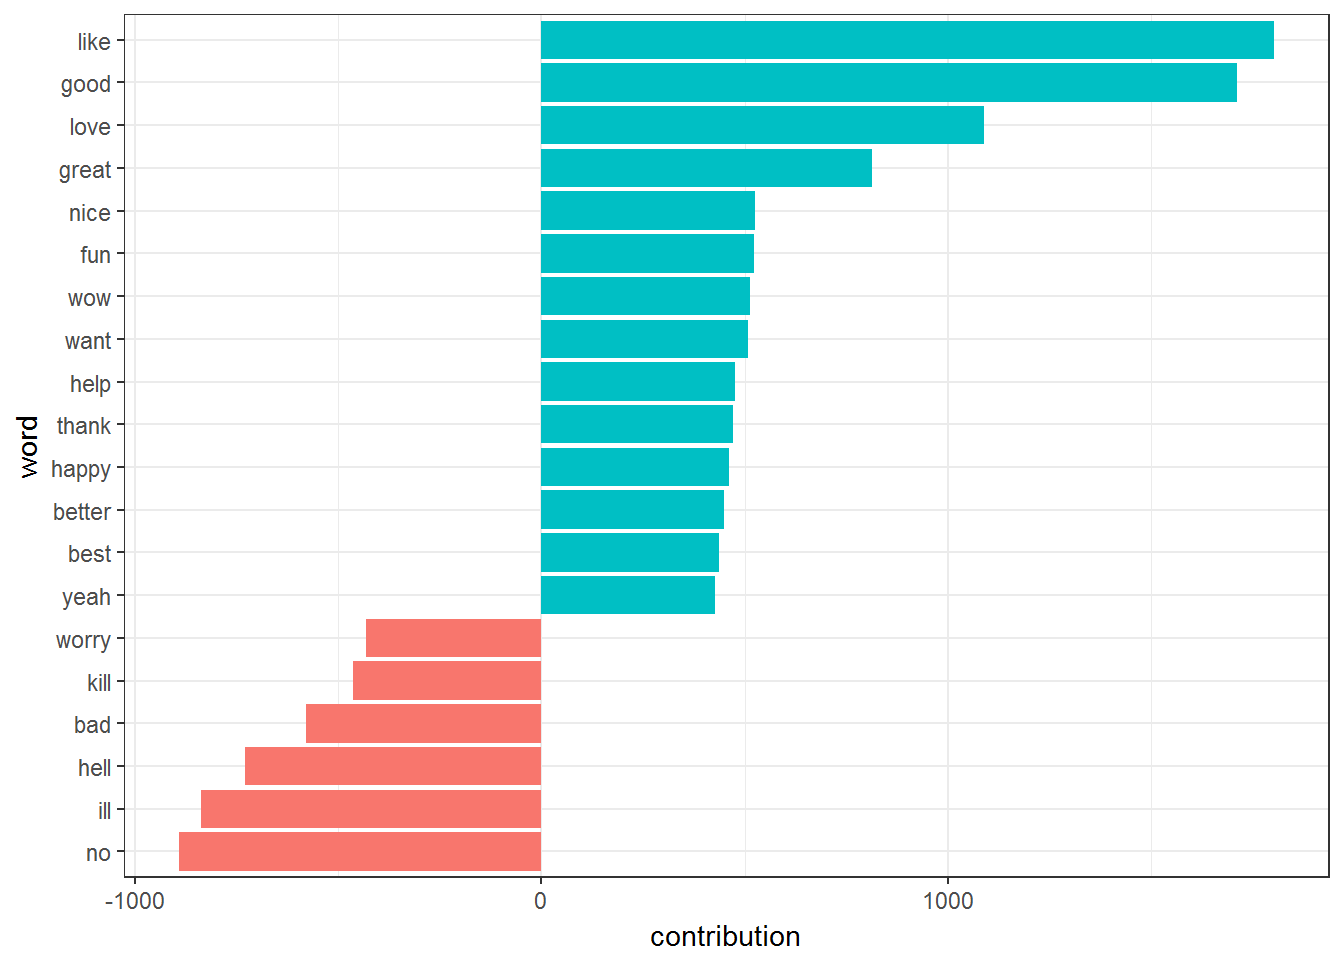 like
good
love
great
nice
fun
wow
want
help
thank
happy
better
best
yeah
worry
kill
bad
hell
ill
no
word
-1000 0 1000
contribution